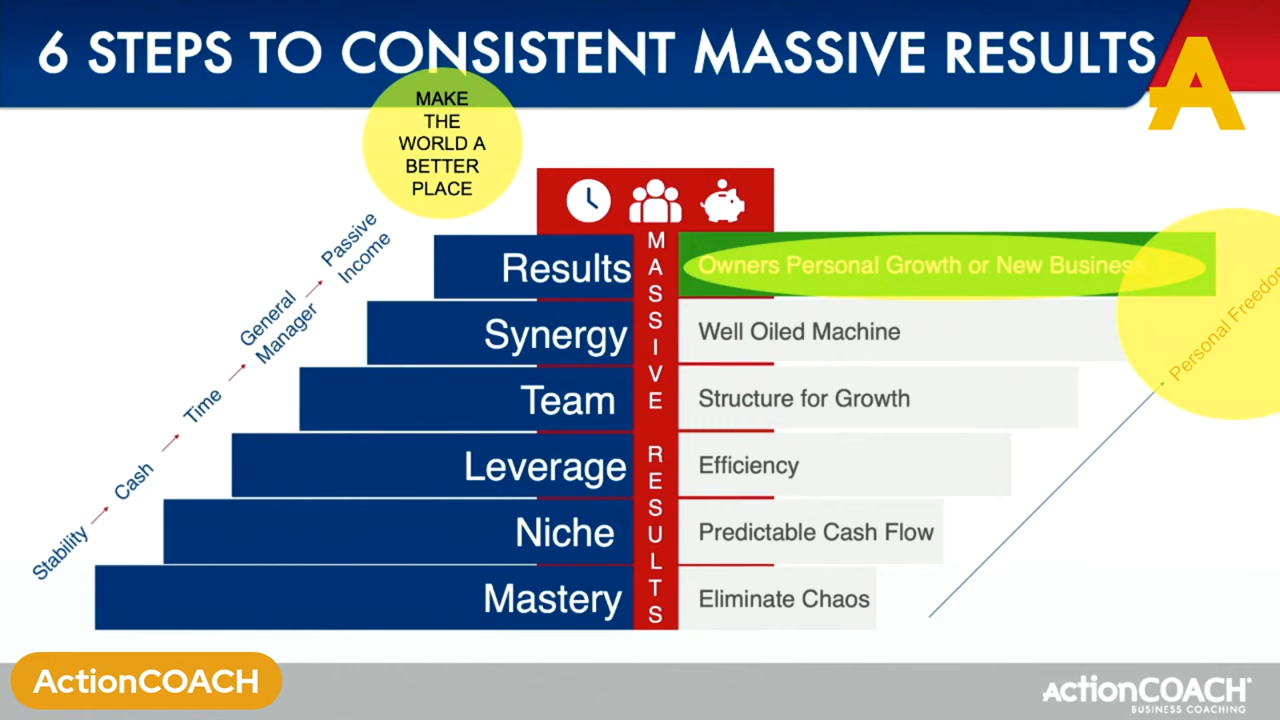 6 STEPS TO CONSISTENT MASSIVE RESULTS
A
MAKE
THE
WORLD A
BETTER
PLACE
Passive
Income
General
Manager
Time
Cash
Stability
Results
Synergy
Team
Leverage
Niche
Mastery
MASSIVE RESULTS
Owners Personal Growth or New Business
Well Oiled Machine
Structure for Growth
Efficiency
Predictable Cash Flow
Eliminate Chaos
Personal
ActionCOACH
ActionCOACH®
BUSINESS COACHING